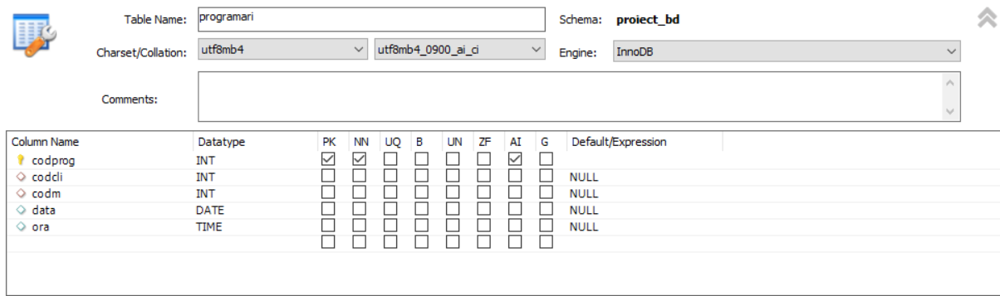 Table Name: programari Schema: proiect_bd
Charset/Collation: utf8mb4 utf8mb4_0900_ai_ci Engine: InnoDB
Comments:
Column Name Datatype PK NN UQ B UN ZF AI G Default/Expression
codprog INT
codcli INT NULL
codm INT NULL
data DATE NULL
ora TIME NULL